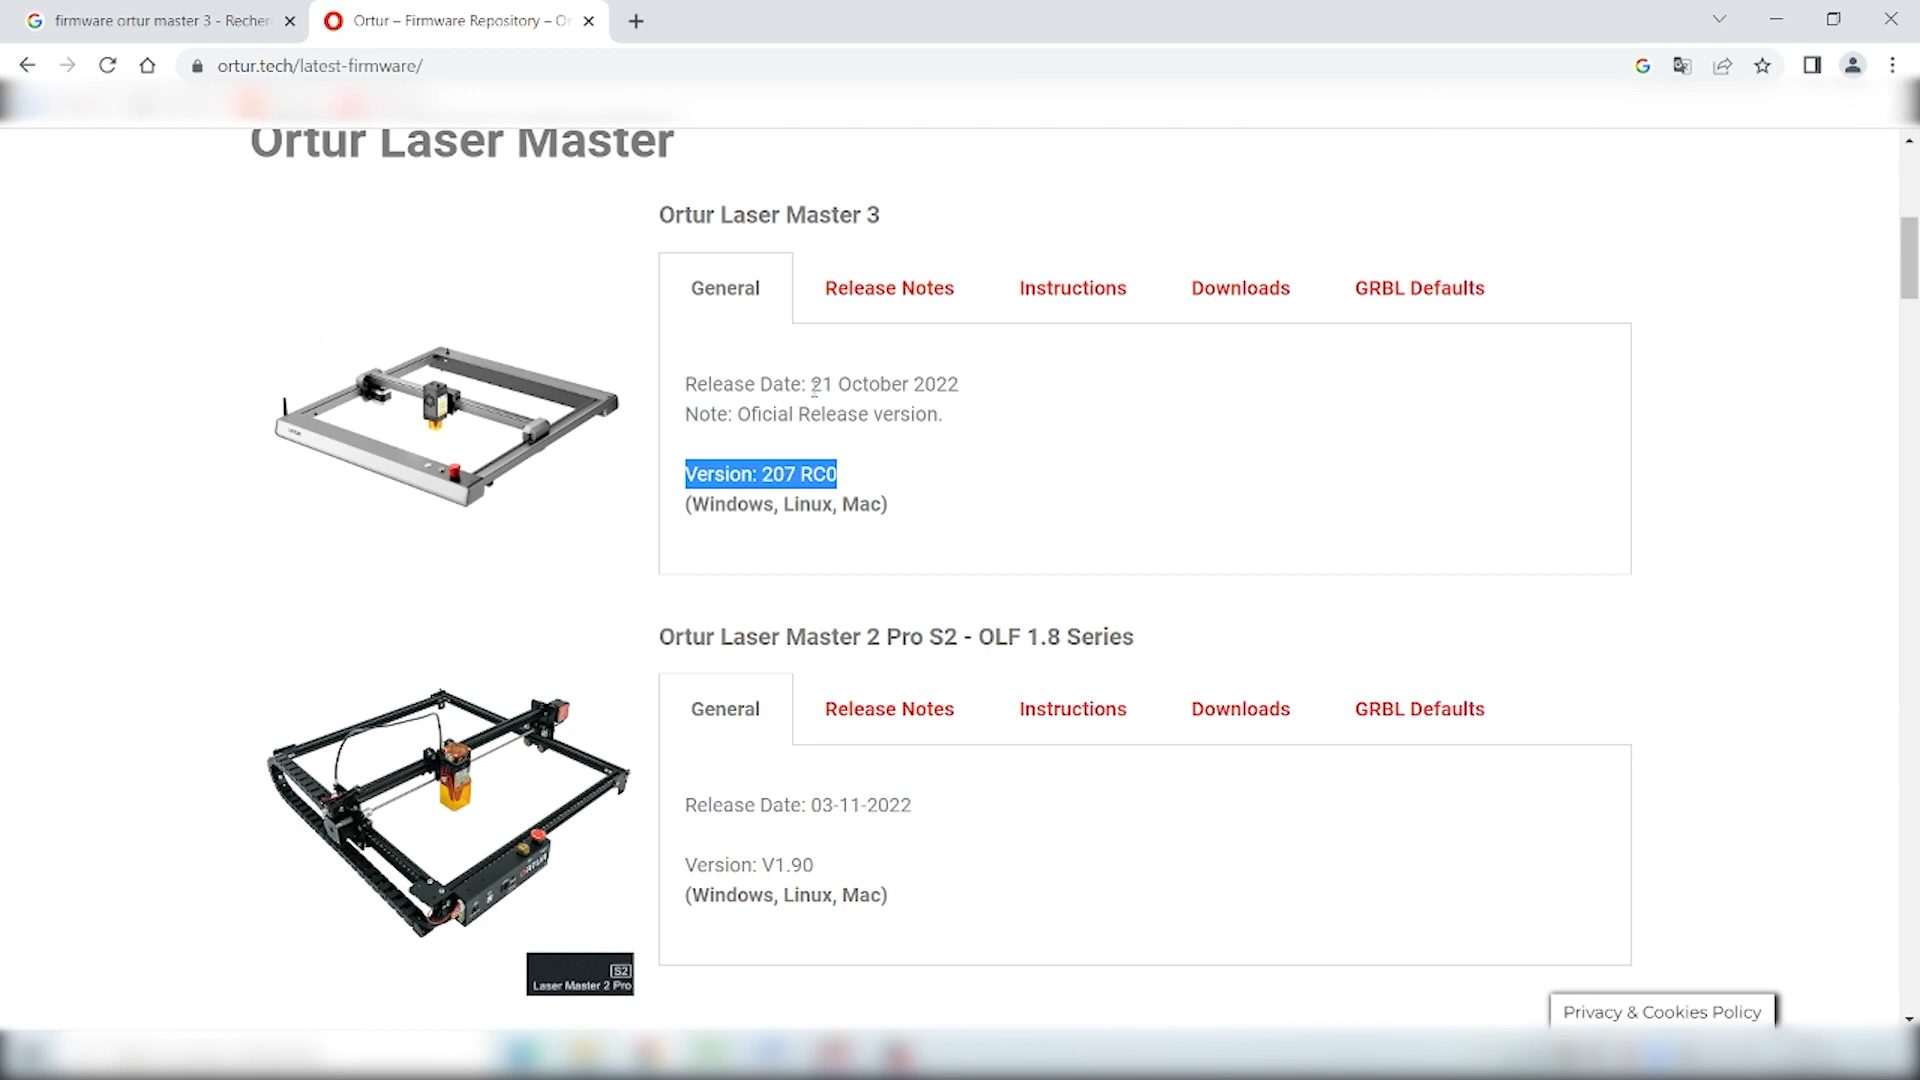 firmware ortur master 3 - Recher
Ortur – Firmware Repository – Or
ortur.tech/latest-firmware/
Ortur Laser Master
Ortur Laser Master 3
General
Release Notes
Instructions
Downloads
GRBL Defaults
Release Date: 21 October 2022
Note: Oficial Release version.
Version: 207 RC0
(Windows, Linux, Mac)
Ortur Laser Master 2 Pro S2 - OLF 1.8 Series
General
Release Notes
Instructions
Downloads
GRBL Defaults
Release Date: 03-11-2022
Version: V1.90
(Windows, Linux, Mac)
S2
Laser Master 2 Pro
Privacy & Cookies Policy